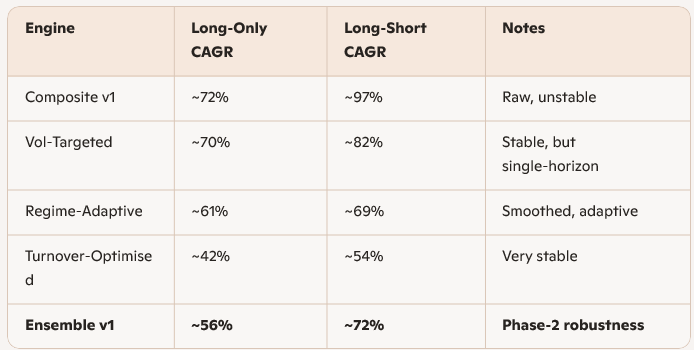 Engine Long-Only Long-Short Notes
CAGR CAGR
Composite v1 ~72% ~97% Raw, unstable
Vol-Targeted ~70% ~82% Stable, but
single-horizon
Regime-Adaptive ~61% ~69% Smoothed, adaptive
Turnover-Optimise ~42% ~54% Very stable
d
Ensemble v1 ~56% ~72% Phase-2 robustness